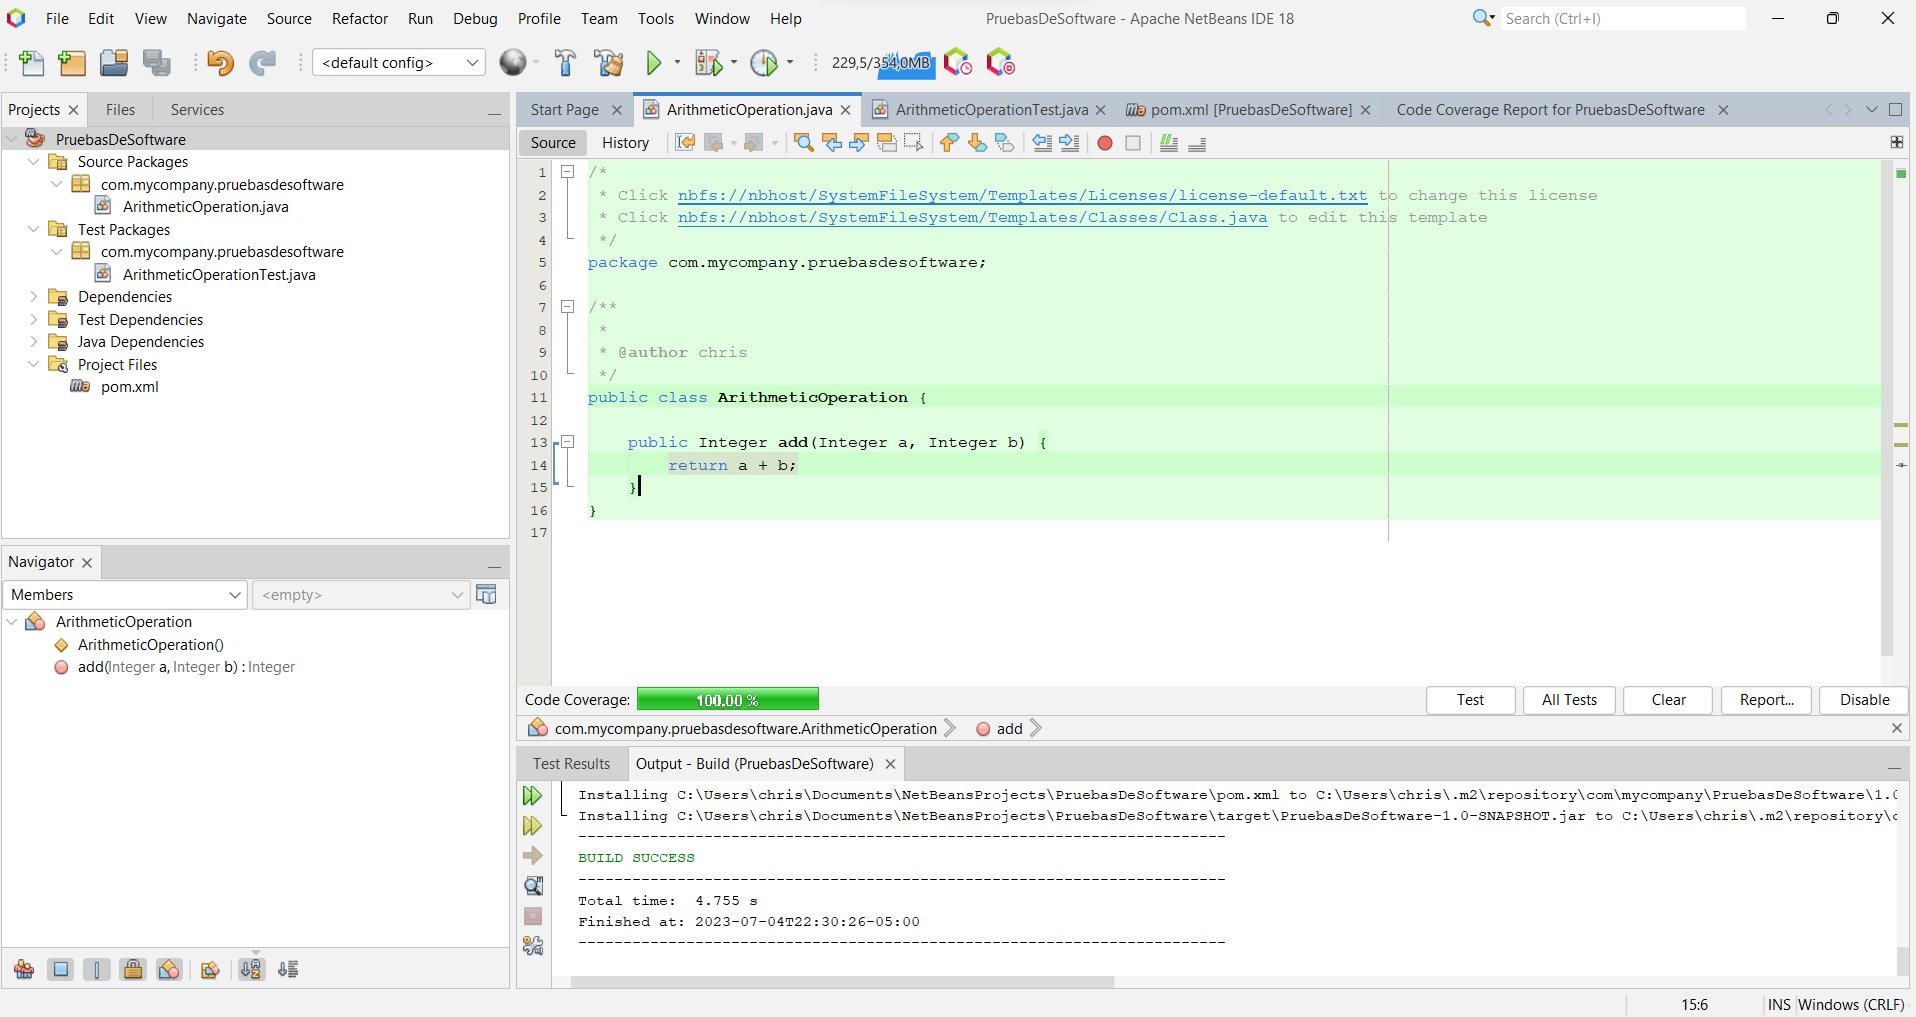 File Edit View Navigate Source Refactor Run Debug Profile Team Tools Window Help
PruebasDeSoftware - Apache NetBeans IDE 18
Search (Ctrl+I)
<default config>
229,5/354,0MB
Projects Files Services
PruebasDeSoftware
Source Packages
com.mycompany.pruebasdesoftware
ArithmeticOperation.java
Test Packages
com.mycompany.pruebasdesoftware
ArithmeticOperationTest.java
Dependencies
Test Dependencies
Java Dependencies
Project Files
pom.xml
Navigator
Members <empty>
ArithmeticOperation
ArithmeticOperation()
add(Integer a, Integer b) : Integer
Start Page ArithmeticOperation.java ArithmeticOperationTest.java pom.xml [PruebasDeSoftware] Code Coverage Report for PruebasDeSoftware
Source History
1 /*
2 * Click nbfs://nbhost/SystemFileSystem/Templates/Licenses/license-default.txt to change this license
3 * Click nbfs://nbhost/SystemFileSystem/Templates/Classes/Class.java to edit this template
4 */
5 package com.mycompany.pruebasdesoftware;
6
7 /**
8 *
9 * @author chris
10 */
11 public class ArithmeticOperation {
12
13 public Integer add(Integer a, Integer b) {
14 return a + b;
15 }
16 }
17
Code Coverage: 100,00 % Test All Tests Clear Report... Disable
com.mycompany.pruebasdesoftware.ArithmeticOperation add
Test Results Output - Build (PruebasDeSoftware)
Installing C:\Users\chris\Documents\NetBeansProjects\PruebasDeSoftware\pom.xml to C:\Users\chris\.m2\repository\com\mycompany\PruebasDeSoftware\1.0
Installing C:\Users\chris\Documents\NetBeansProjects\PruebasDeSoftware\target\PruebasDeSoftware-1.0-SNAPSHOT.jar to C:\Users\chris\.m2\repository\c
------------------------------------------------------------------------
BUILD SUCCESS
------------------------------------------------------------------------
Total time: 4.755 s
Finished at: 2023-07-04T22:30:26-05:00
------------------------------------------------------------------------
15:6 INS Windows (CRLF)